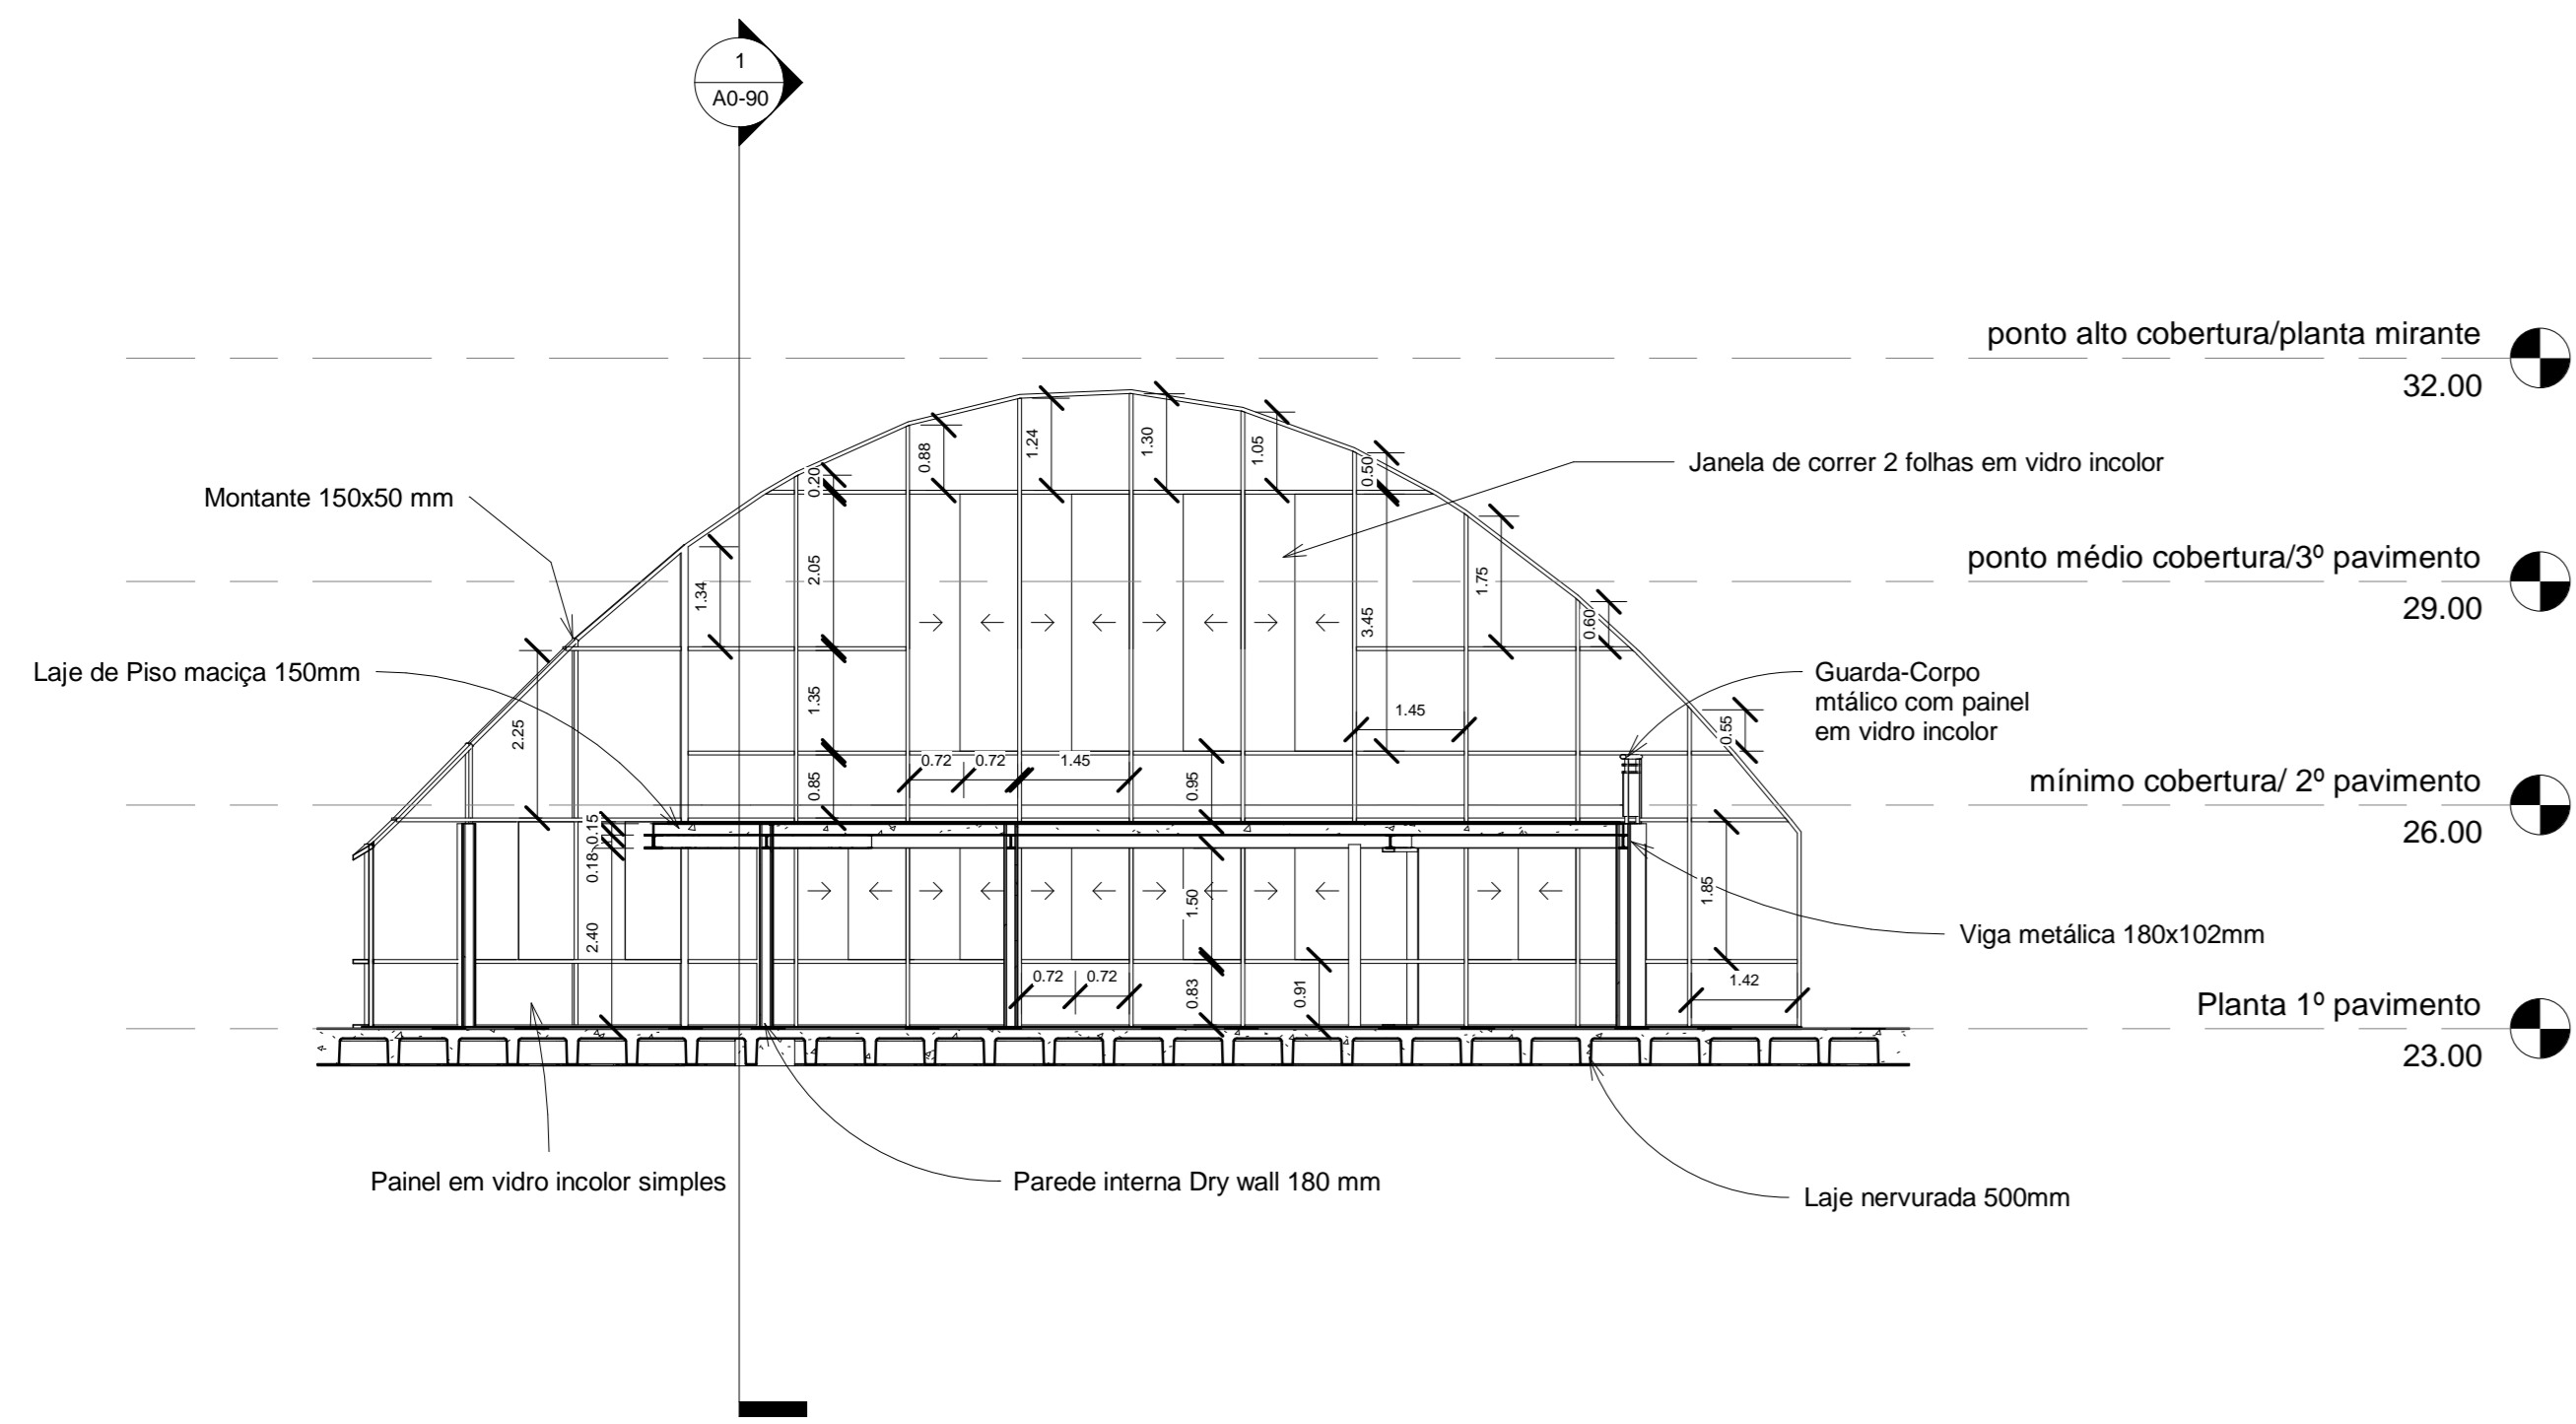 1
A0-90
ponto alto cobertura/planta mirante
32.00
0.88
1.24
1.30
1.05
0.50
0.20
Janela de correr 2 folhas em vidro incolor
Montante 150x50 mm
ponto médio cobertura/3º pavimento
29.00
1.34
2.05
3.45
1.75
0.60
Laje de Piso maciça 150mm
Guarda-Corpo
mtálico com painel
em vidro incolor
2.25
1.35
1.45
0.55
0.72
0.72
1.45
0.85
0.95
mínimo cobertura/ 2º pavimento
26.00
0.15
0.18
2.40
1.50
1.85
Viga metálica 180x102mm
0.72
0.72
0.83
0.91
1.42
Planta 1º pavimento
23.00
Painel em vidro incolor simples
Parede interna Dry wall 180 mm
Laje nervurada 500mm